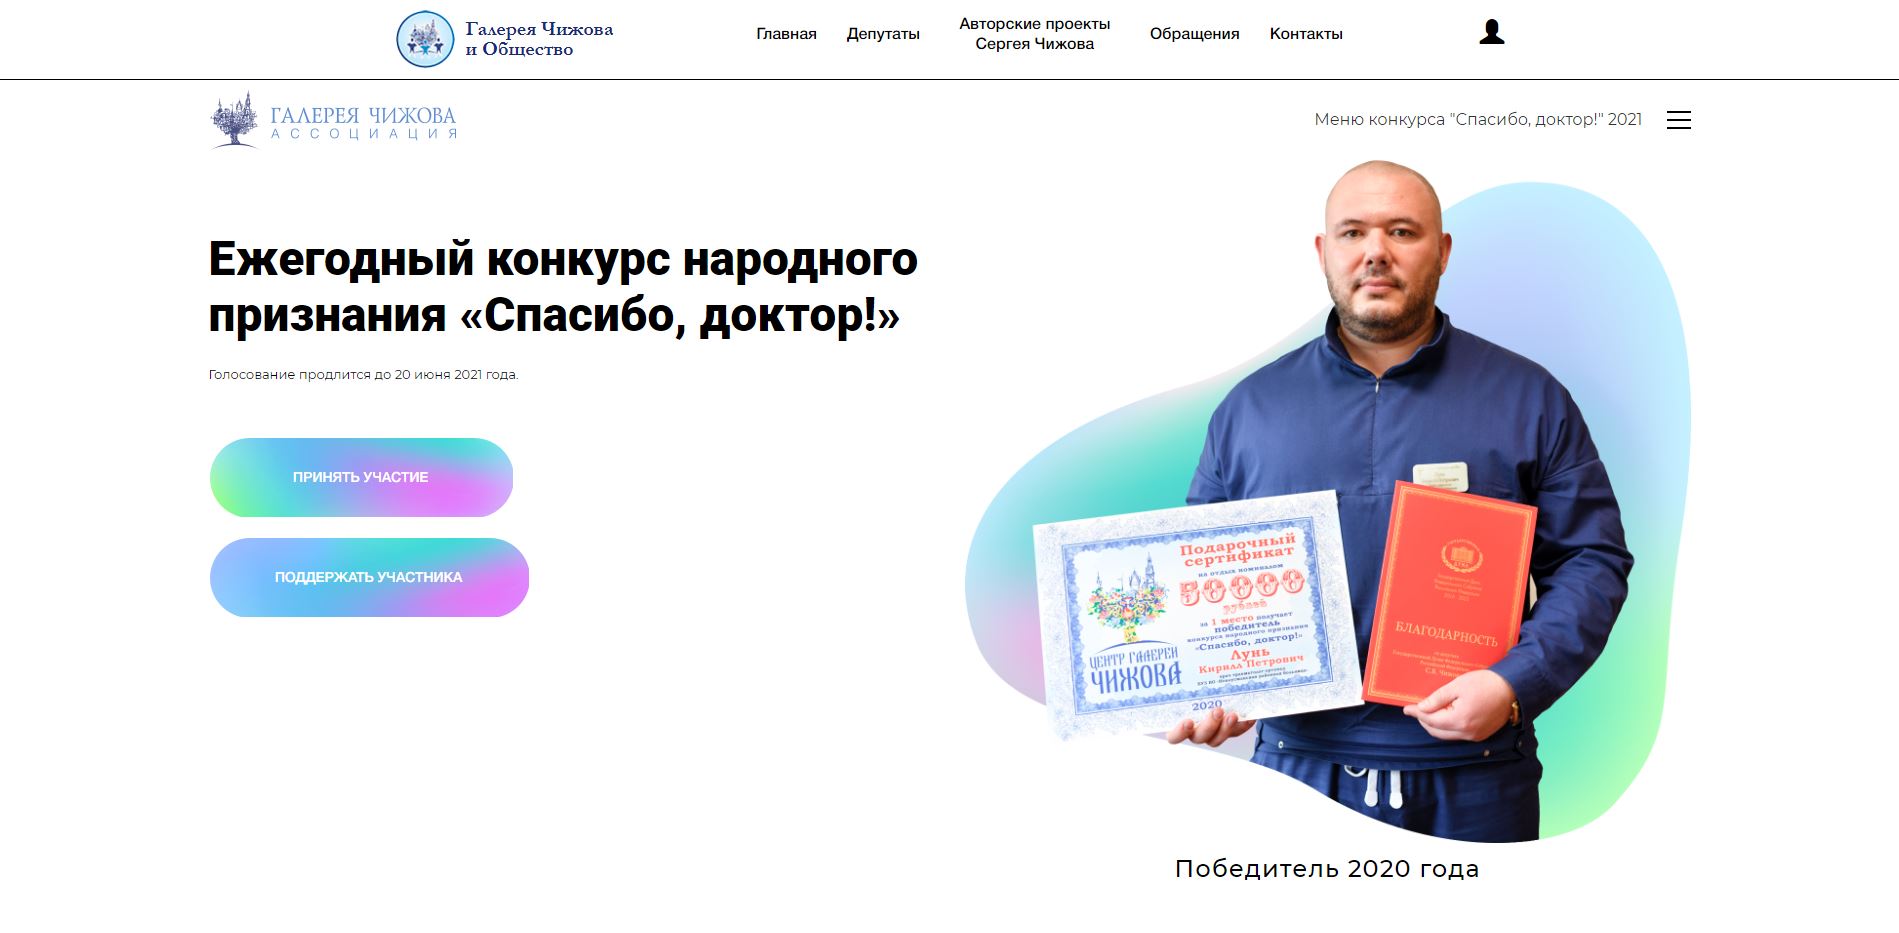 Галерея Чижова
и Общество
Главная
Депутаты
Авторские проекты
Сергея Чижова
Обращения
Контакты
ГАЛЕРЕЯ ЧИЖОВА
АССОЦИАЦИЯ
Меню конкурса "Спасибо, доктор!" 2021
Ежегодный конкурс народного
признания «Спасибо, доктор!»
Голосование продлится до 20 июня 2021 года.
ПРИНЯТЬ УЧАСТИЕ
ПОДДЕРЖАТЬ УЧАСТНИКА
Подарочный
сертификат
на отдых номиналом
50000
рублей
за 1 место получает
победитель
конкурса народного признания
«Спасибо, доктор!»
Лунь
Кирилл Петрович
ЦЕНТР ГАЛЕРЕИ
ЧИЖОВА
2020
БЛАГОДАРНОСТЬ
Победитель 2020 года